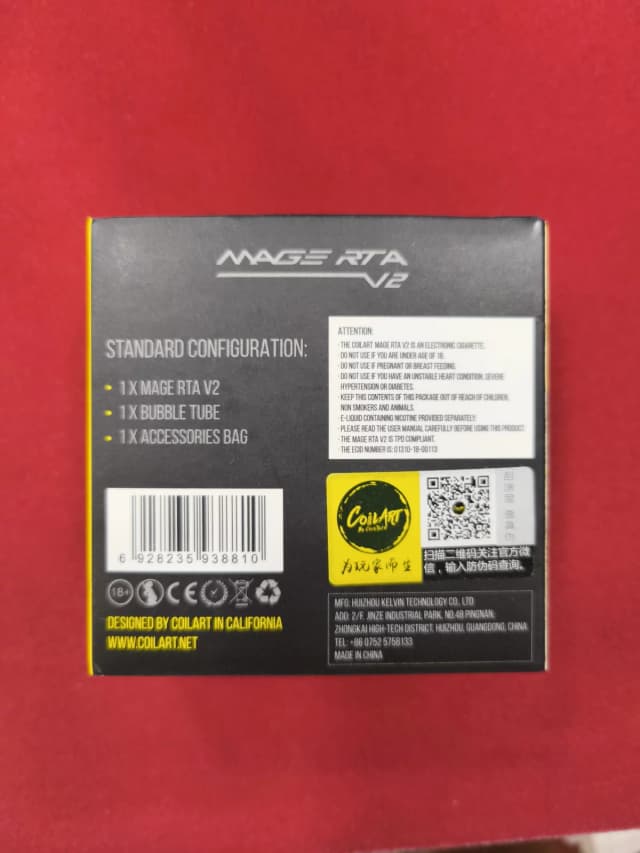 MAGE RTA
V2
STANDARD CONFIGURATION:
• 1 X MAGE RTA V2
• 1 X BUBBLE TUBE
• 1 X ACCESSORIES BAG
ATTENTION:
· THE COILART MAGE RTA V2 IS AN ELECTRONIC CIGARETTE.
· DO NOT USE IF YOU ARE UNDER AGE OF 18.
· DO NOT USE IF PREGNANT OR BREAST FEEDING.
· DO NOT USE IF YOU HAVE AN UNSTABLE HEART CONDITION, SEVERE
HYPERTENSION OR DIABETES.
· KEEP THIS CONTENTS OF THIS PACKAGE OUT OF REACH OF CHILDREN,
NON SMOKERS AND ANIMALS.
· E-LIQUID CONTAINING NICOTINE PROVIDED SEPARATELY.
· PLEASE READ THE USER MANUAL CAREFULLY BEFORE USING THIS PRODUCT.
· THE MAGE RTA V2 IS TPD COMPLIANT.
· THE ECID NUMBER IS: 01310-18-00113
6 928235 938810
18+
CE
DESIGNED BY COILART IN CALIFORNIA
WWW.COILART.NET
COILART
为玩家而生
扫描二维码关注官方微
信，输入防伪码查询。
MFG: HUIZHOU KELVIN TECHNOLOGY CO., LTD
ADD: 2/F, JINZE INDUSTRIAL PARK, NO.48 PINGNAN,
ZHONGKAI HIGH-TECH DISTRICT, HUIZHOU, GUANGDONG, CHINA
TEL: +86 0752 5758133
MADE IN CHINA